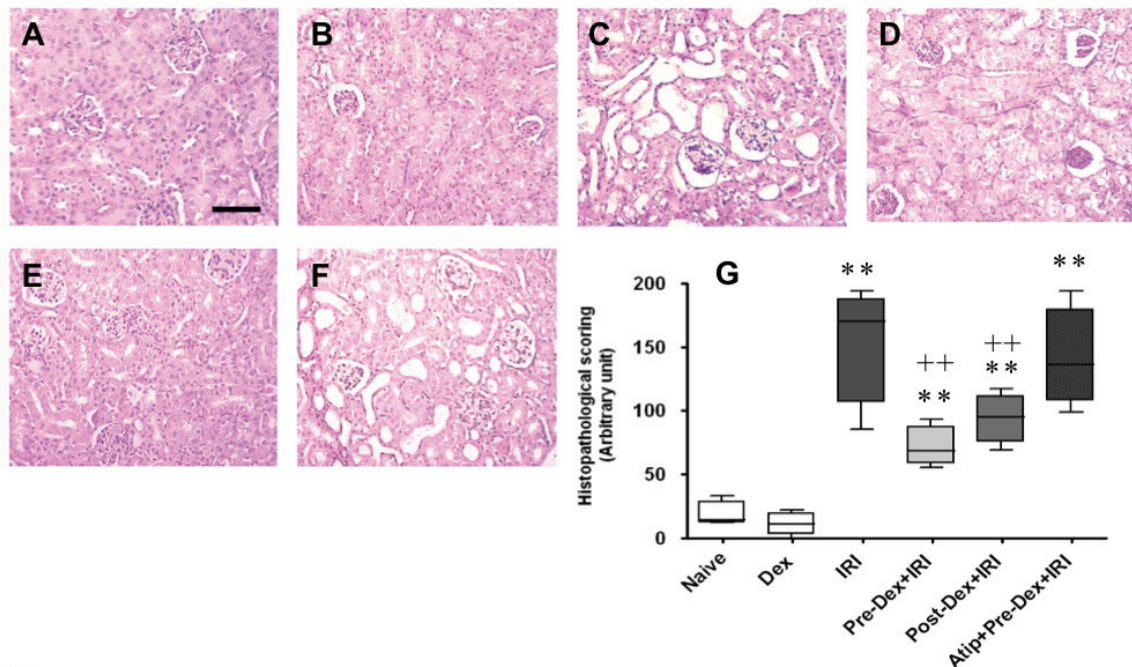 A
B
C
D
E
F
G
Histopathological scoring
(Arbitrary unit)
200
150
100
50
0
**
++
**
++
**
**
Naive
Dex
IRI
Pre-Dex+IRI
Post-Dex+IRI
Atip+Pre-Dex+IRI